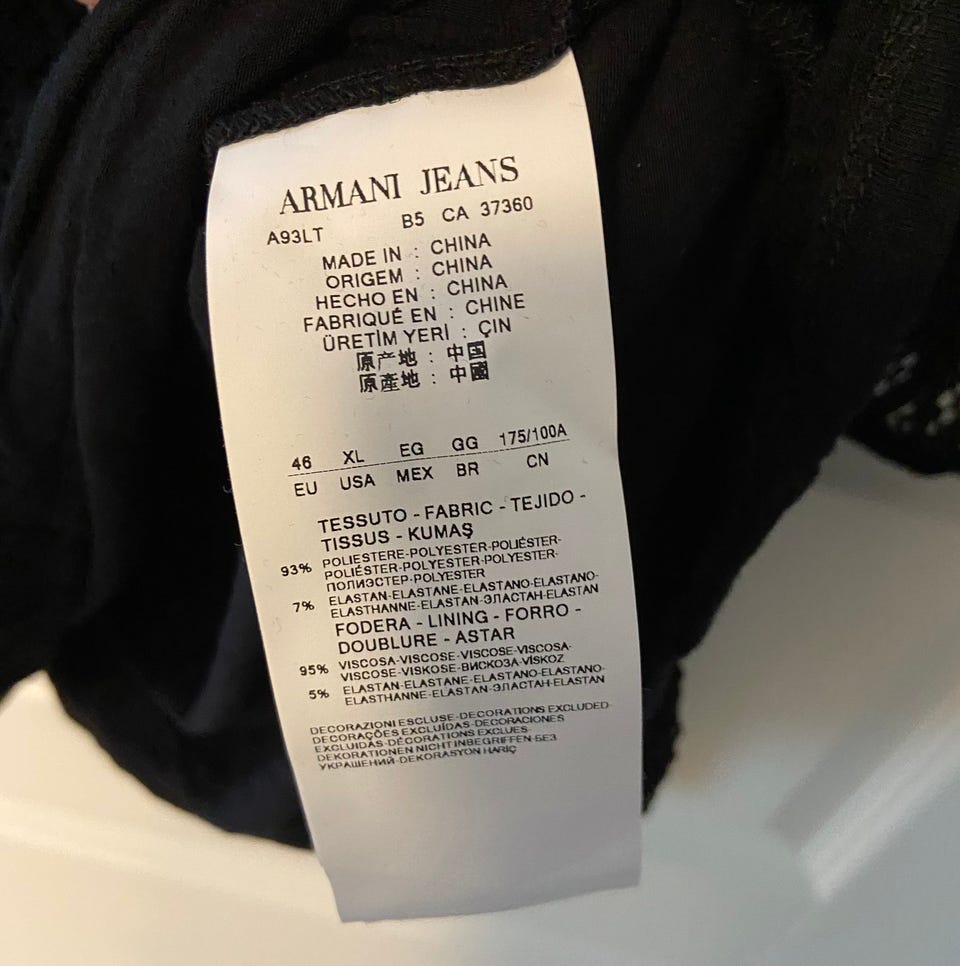 ARMANI JEANS
A93LT B5 CA 37360
MADE IN : CHINA
ORIGEM : CHINA
HECHO EN : CHINA
FABRIQUÉ EN : CHINE
ÜRETİM YERİ : ÇIN
原产地 : 中国
原產地 : 中國
46 XL EG GG 175/100A
EU USA MEX BR CN
TESSUTO - FABRIC - TEJIDO -
TISSUS - KUMAŞ
93% POLIESTERE-POLYESTER-POLIÉSTER-
POLIÉSTER-POLYESTER-POLYESTER-
ПОЛИЭСТЕР-POLYESTER
7% ELASTAN-ELASTANE-ELASTANO-ELASTANO-
ELASTHANNE-ELASTAN-ЭЛАСТАН-ELASTAN
FODERA - LINING - FORRO -
DOUBLURE - ASTAR
95% VISCOSA-VISCOSE-VISCOSE-VISCOSA-
VISCOSE-VISKOSE-ВИСКОЗА-VİSKOZ
5% ELASTAN-ELASTANE-ELASTANO-ELASTANO-
ELASTHANNE-ELASTAN-ЭЛАСТАН-ELASTAN
DECORAZIONI ESCLUSE-DECORATIONS EXCLUDED-
DECORAÇÕES EXCLUÍDAS-DECORACIONES
EXCLUIDAS-DÉCORATIONS EXCLUES-
DEKORATIONEN NICHT INBEGRIFFEN-БЕЗ
УКРАШЕНИЙ-DEKORASYON HARİÇ